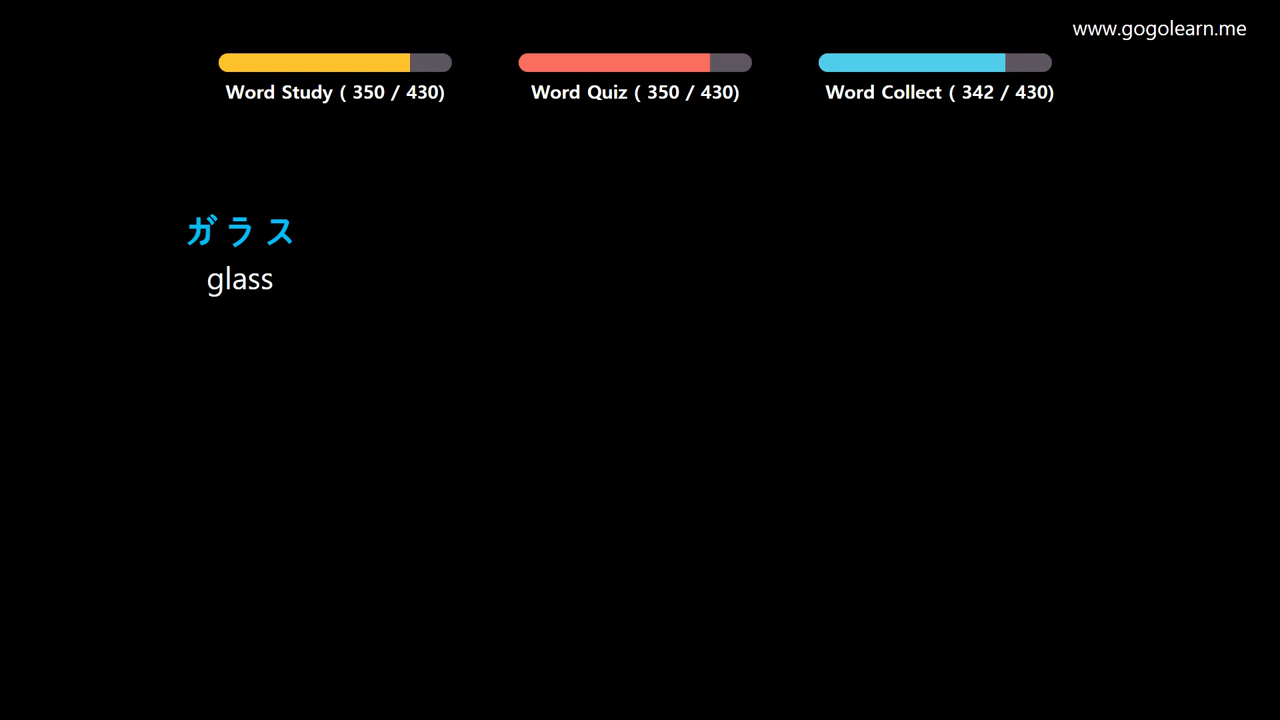 www.gogolearn.me
Word Study ( 350 / 430)
Word Quiz ( 350 / 430)
Word Collect ( 342 / 430)
ガラス
glass